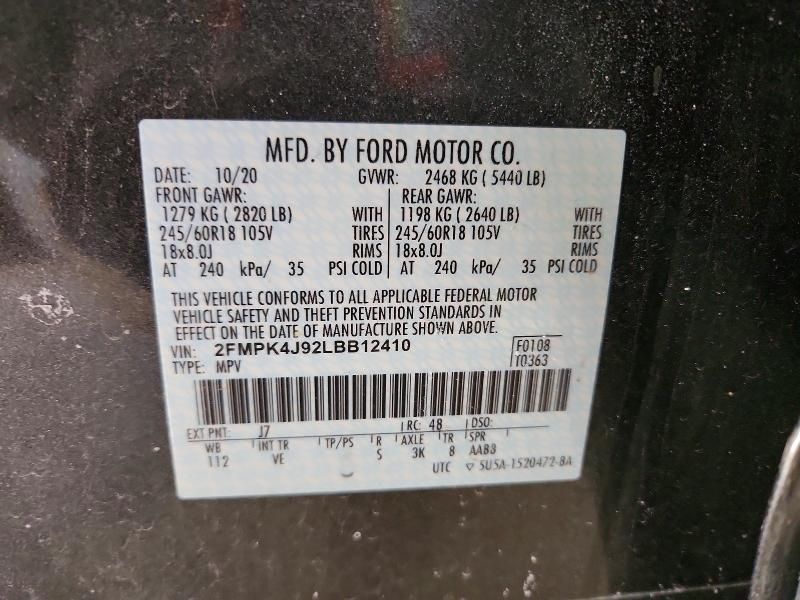 MFD. BY FORD MOTOR CO.
DATE: 10/20 GVWR: 2468 KG ( 5440 LB)
FRONT GAWR: REAR GAWR:
1279 KG ( 2820 LB) WITH 1198 KG ( 2640 LB) WITH
245/60R18 105V TIRES 245/60R18 105V TIRES
18x8.0J RIMS 18x8.0J RIMS
AT 240 kPa/ 35 PSI COLD AT 240 kPa/ 35 PSI COLD
THIS VEHICLE CONFORMS TO ALL APPLICABLE FEDERAL MOTOR
VEHICLE SAFETY AND THEFT PREVENTION STANDARDS IN
EFFECT ON THE DATE OF MANUFACTURE SHOWN ABOVE.
VIN: 2FMPK4J92LBB12410 F0108
TYPE: MPV T0363
EXT PNT: J7 RC: 48 DSO:
WB INT TR TP/PS R AXLE TR SPR
112 VE S 3K 8 AABB
UTC ▽ 5U5A-1520472-BA